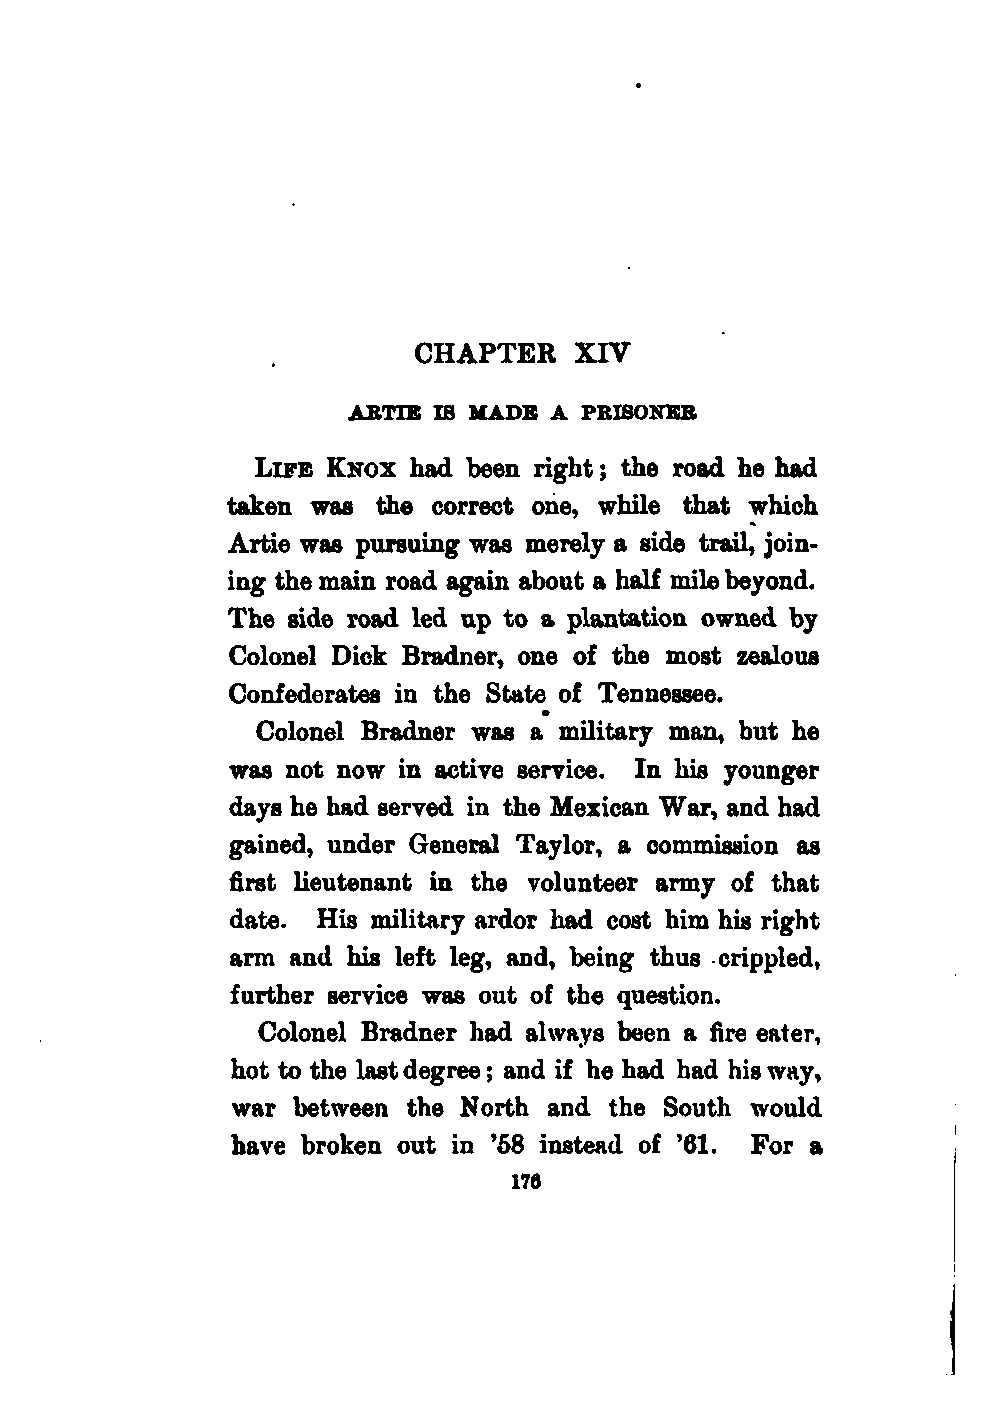 CHAPTER XIV
ARTIE IS MADE A PRISONER
LIFE KNOX had been right; the road he had
taken was the correct one, while that which
Artie was pursuing was merely a side trail, join-
ing the main road again about a half mile beyond.
The side road led up to a plantation owned by
Colonel Dick Bradner, one of the most zealous
Confederates in the State of Tennessee.
Colonel Bradner was a military man, but he
was not now in active service. In his younger
days he had served in the Mexican War, and had
gained, under General Taylor, a commission as
first lieutenant in the volunteer army of that
date. His military ardor had cost him his right
arm and his left leg, and, being thus crippled,
further service was out of the question.
Colonel Bradner had always been a fire eater,
hot to the last degree; and if he had had his way,
war between the North and the South would
have broken out in '58 instead of '61. For a
176